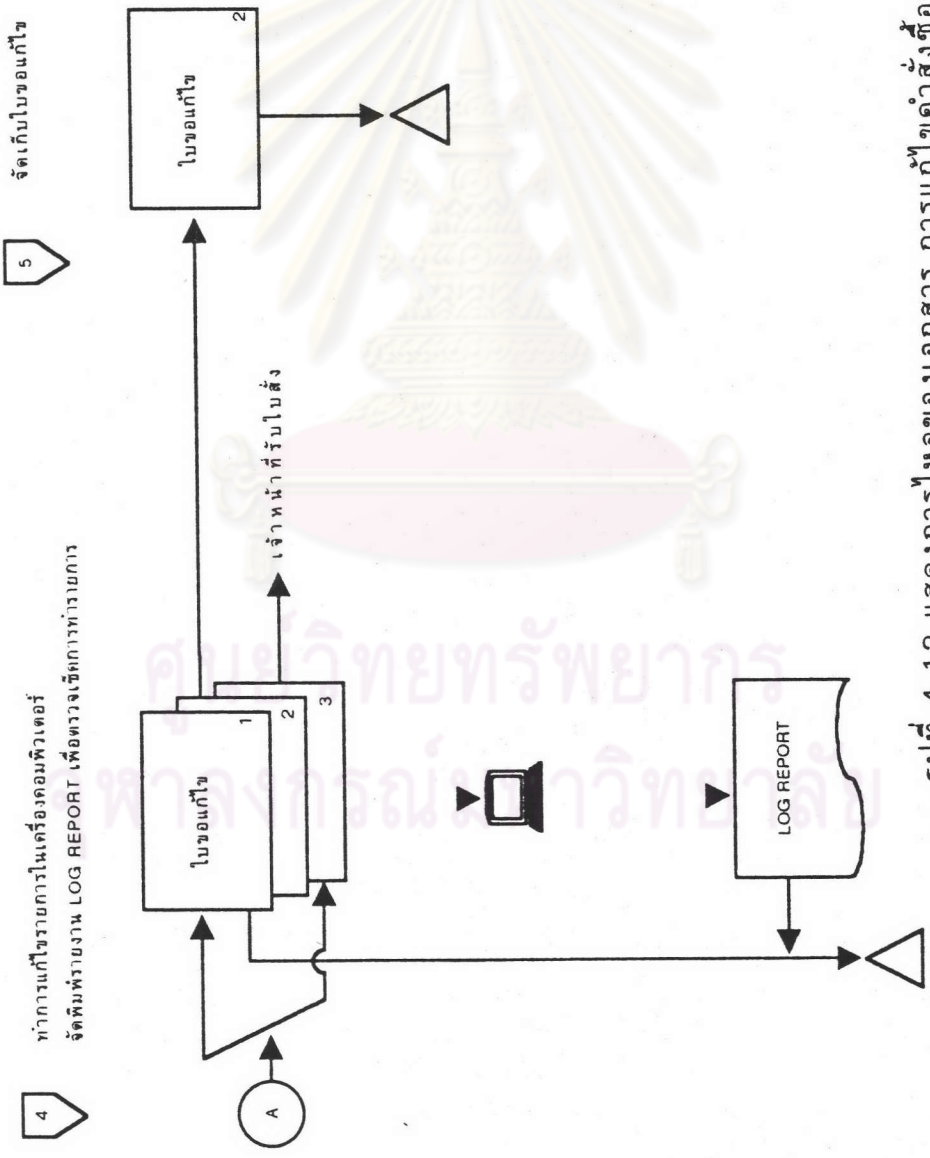 4
ทำการแก้ไขรายการในเครื่องคอมพิวเตอร์
จัดพิมพ์รายงาน LOG REPORT เพื่อตรวจเช็คการทำรายการ
5
จัดเก็บใบขอแก้ไข
A
ใบขอแก้ไข
1
2
3
เจ้าหน้าที่รับใบสั่ง
ใบขอแก้ไข
2
LOG REPORT
ศูนย์วิทยทรัพยากร
จุฬาลงกรณ์มหาวิทยาลัย
รูปที่ 4.12 แสดงการไหลของเอกสาร การแก้ไขคำสั่งซื้อ